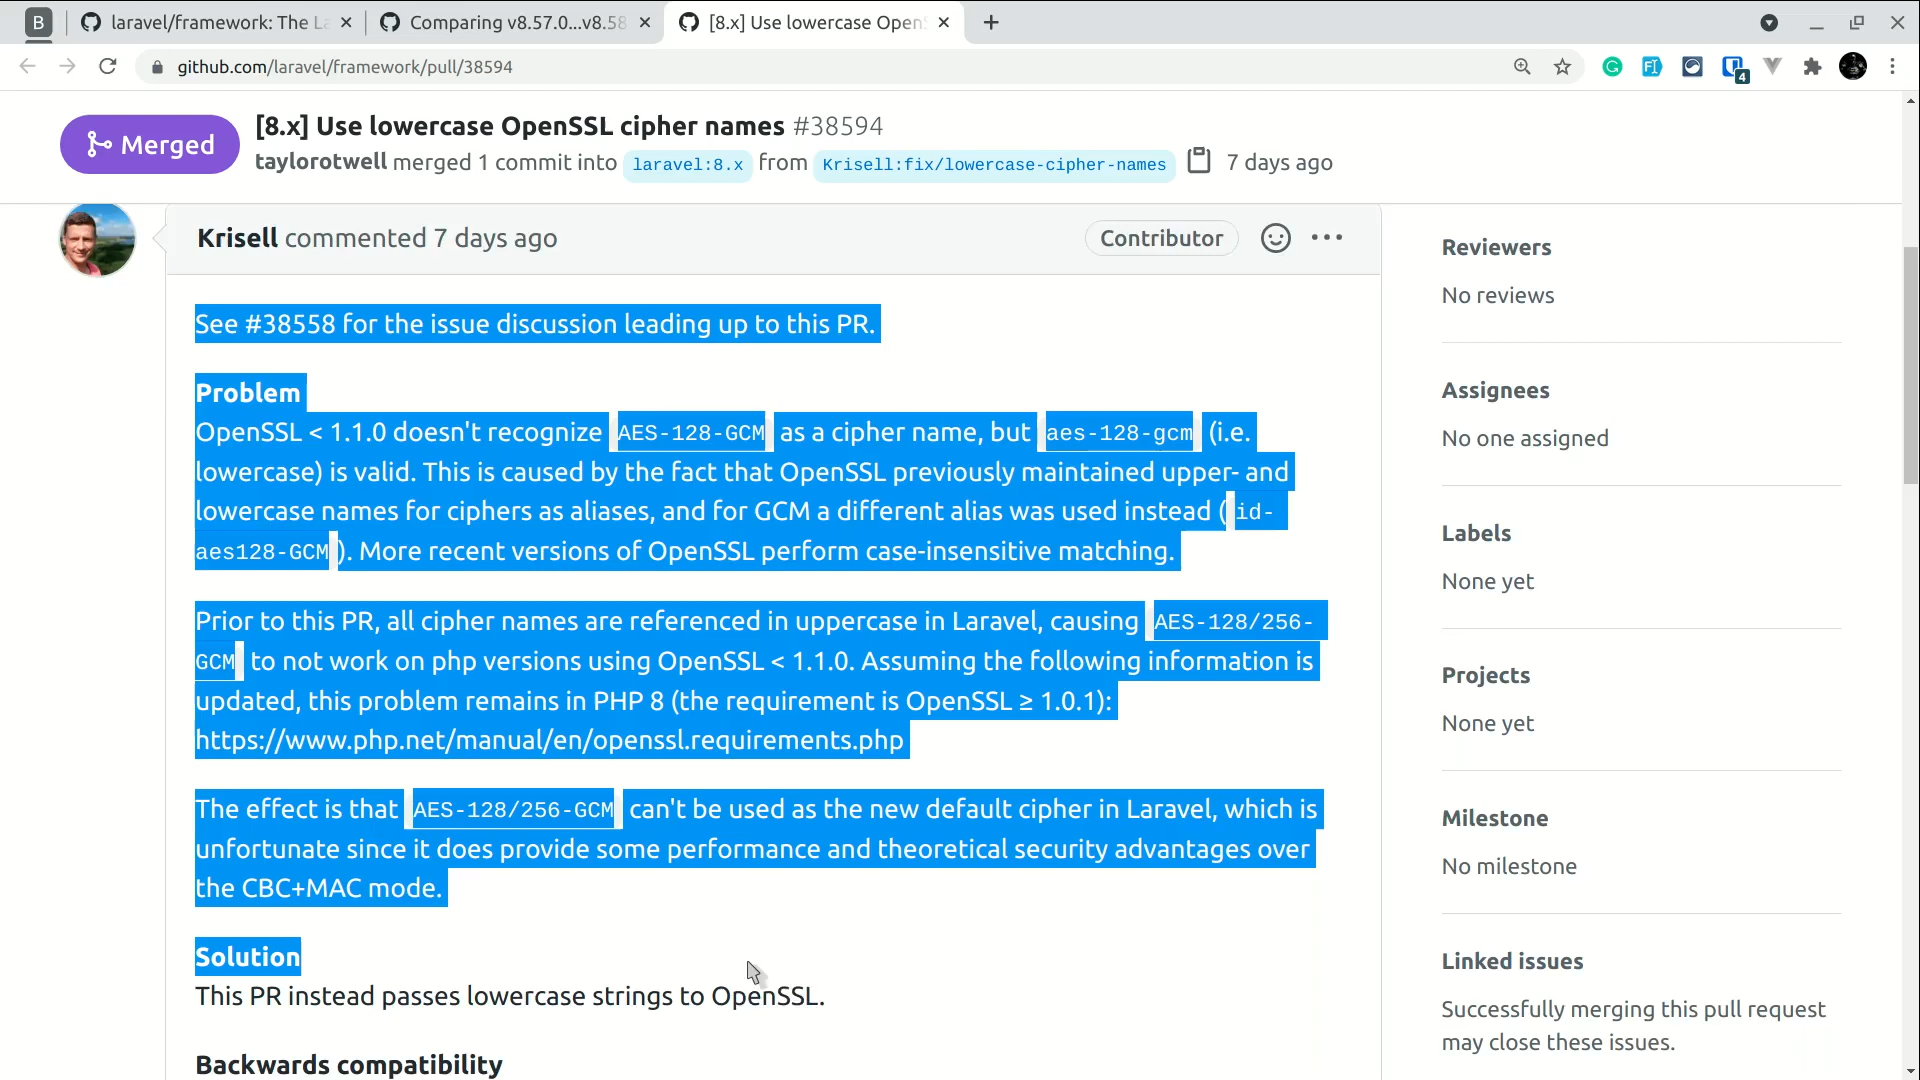 B
laravel/framework: The La
Comparing v8.57.0...v8.58
[8.x] Use lowercase Open
github.com/laravel/framework/pull/38594
4
Merged
[8.x] Use lowercase OpenSSL cipher names #38594
taylorotwell merged 1 commit into laravel:8.x from Krisell:fix/lowercase-cipher-names 7 days ago
Krisell commented 7 days ago
Contributor
See #38558 for the issue discussion leading up to this PR.
Problem
OpenSSL < 1.1.0 doesn't recognize AES-128-GCM as a cipher name, but aes-128-gcm (i.e.
lowercase) is valid. This is caused by the fact that OpenSSL previously maintained upper- and
lowercase names for ciphers as aliases, and for GCM a different alias was used instead ( id-
aes128-GCM ). More recent versions of OpenSSL perform case-insensitive matching.
Prior to this PR, all cipher names are referenced in uppercase in Laravel, causing AES-128/256-
GCM to not work on php versions using OpenSSL < 1.1.0. Assuming the following information is
updated, this problem remains in PHP 8 (the requirement is OpenSSL ≥ 1.0.1):
https://www.php.net/manual/en/openssl.requirements.php
The effect is that AES-128/256-GCM can't be used as the new default cipher in Laravel, which is
unfortunate since it does provide some performance and theoretical security advantages over
the CBC+MAC mode.
Solution
This PR instead passes lowercase strings to OpenSSL.
Backwards compatibility
Reviewers
No reviews
Assignees
No one assigned
Labels
None yet
Projects
None yet
Milestone
No milestone
Linked issues
Successfully merging this pull request
may close these issues.